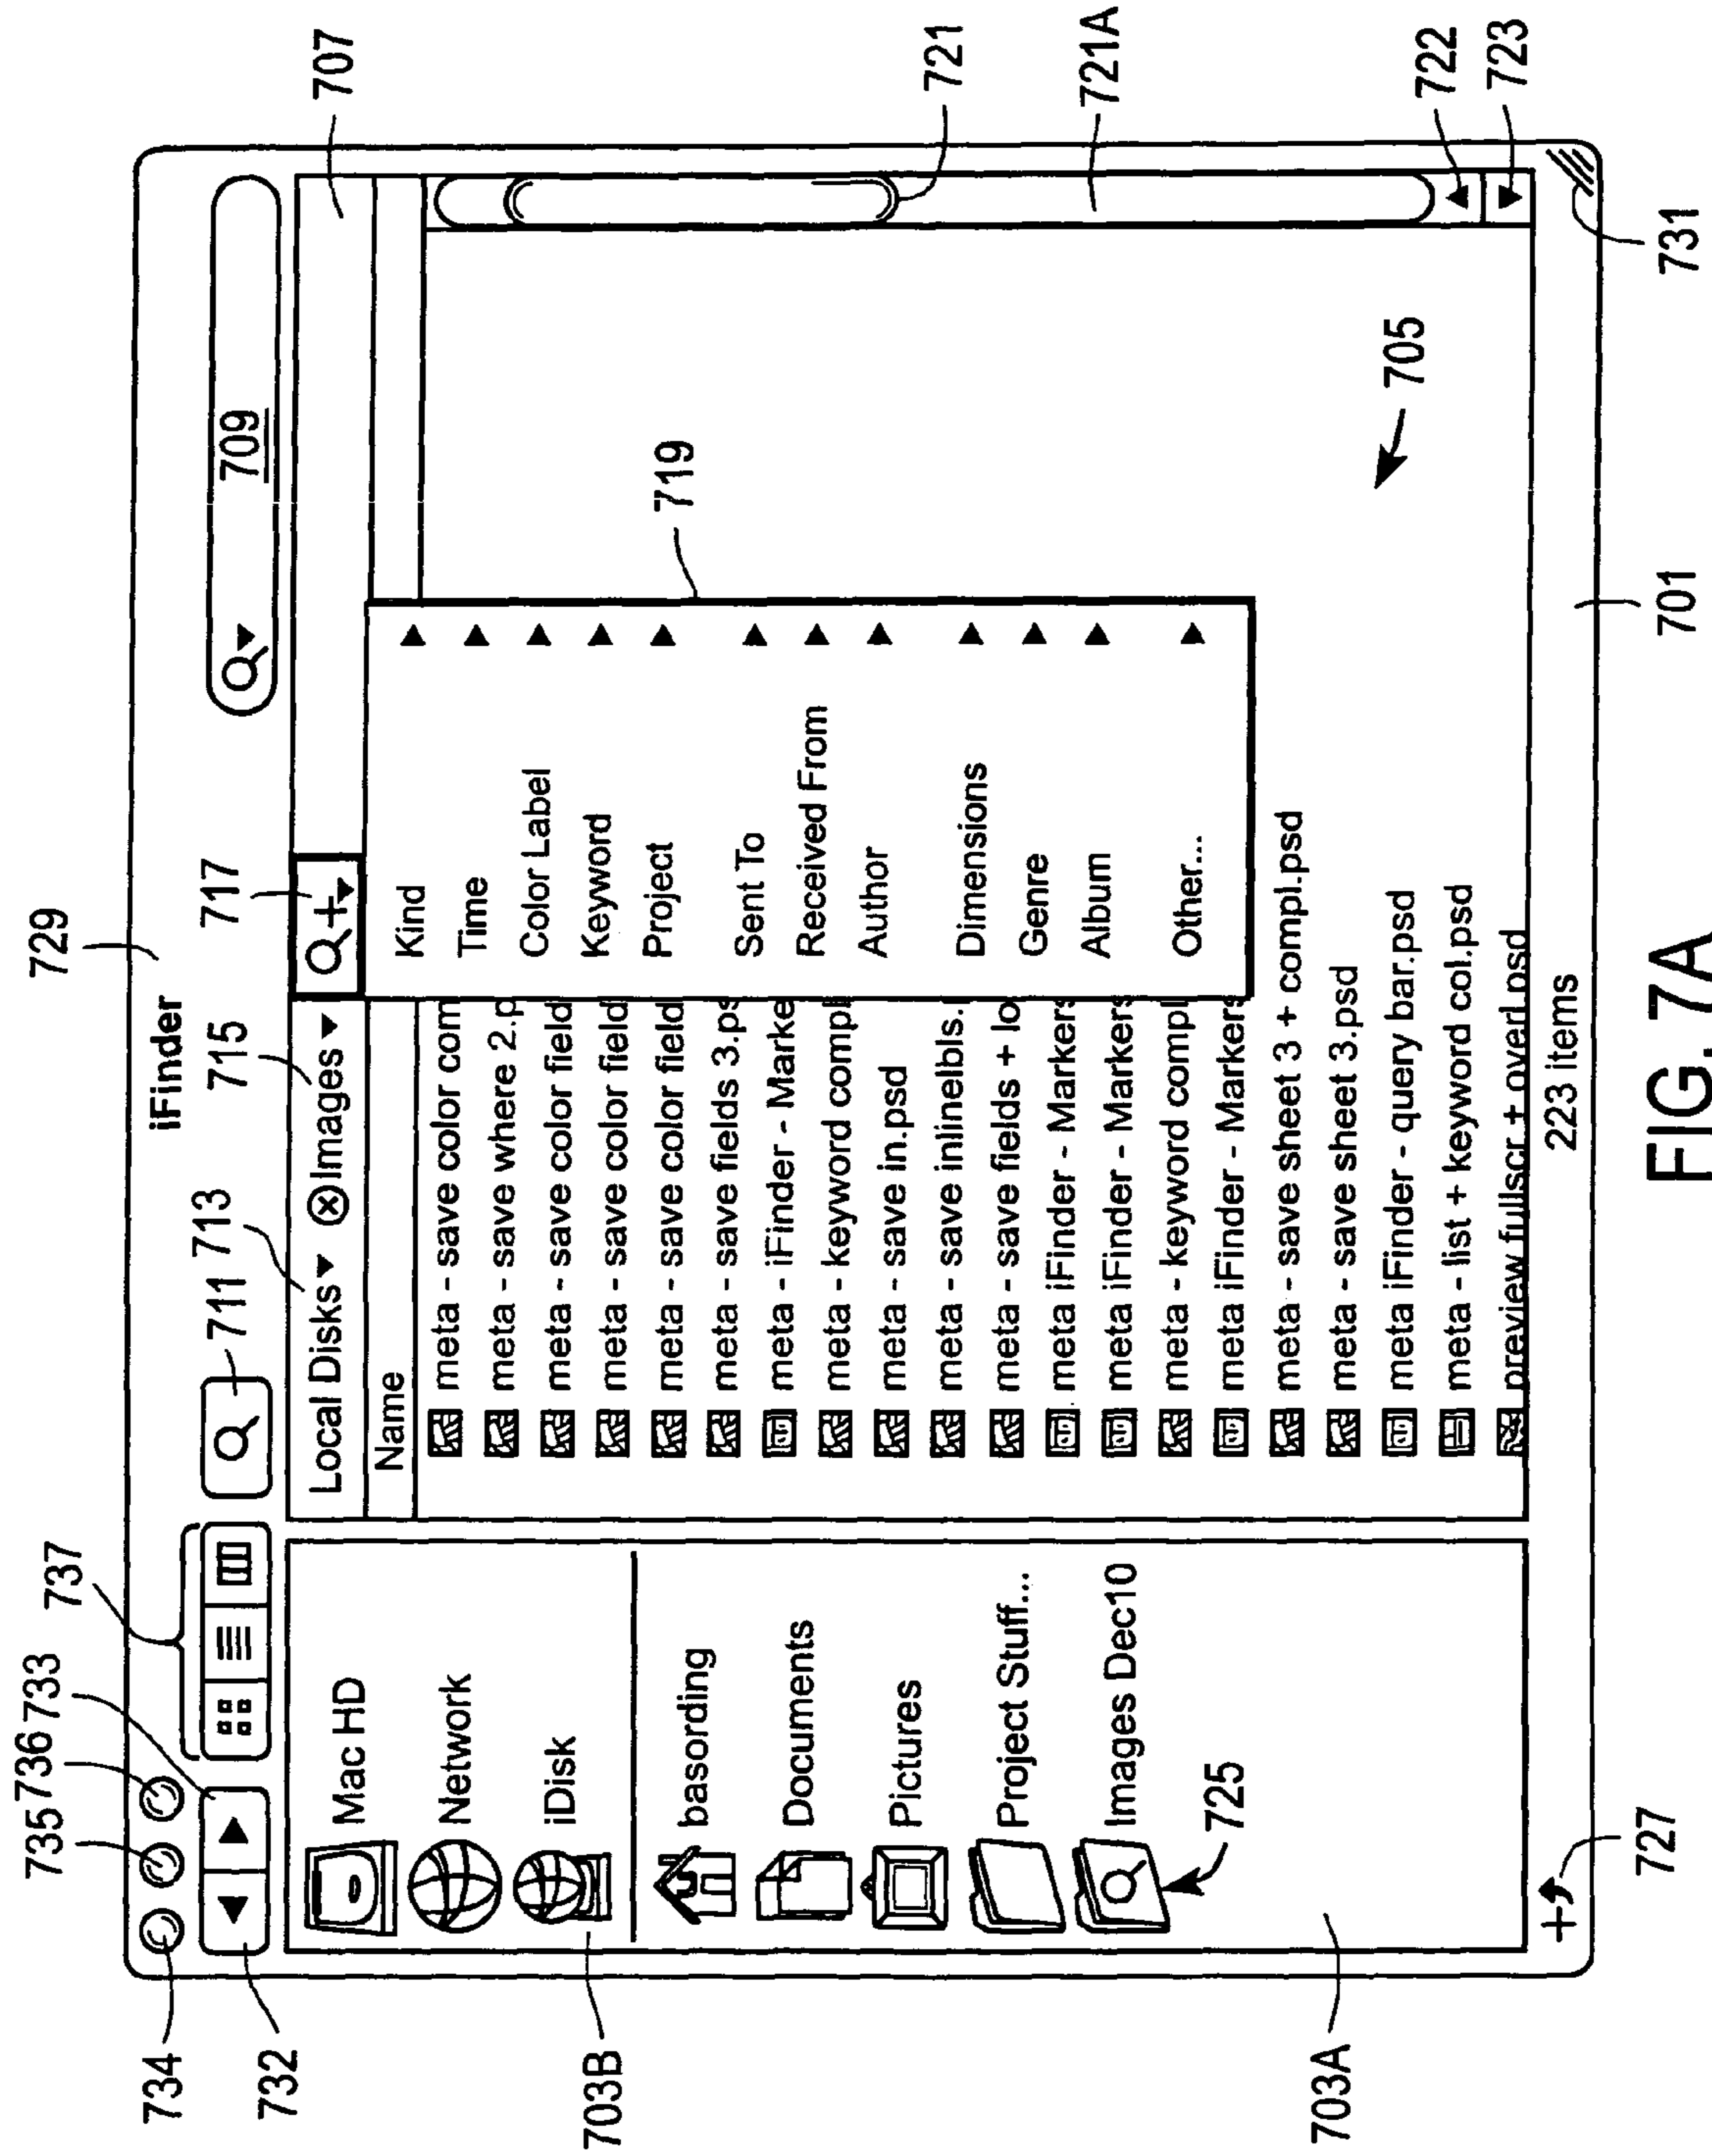 729
734 735 736 733 737 711 713 715 717
iFinder
732
709
707
Local Disks Images +
Name
Kind
Time
Color Label
Keyword
Project
Sent To
Received From
Author
Dimensions
Genre
Album
Other...
719
Mac HD
Network
iDisk
703B
basording
Documents
Pictures
Project Stuff...
Images Dec10
725
703A
meta - save color com
meta - save where 2.p
meta - save color field
meta - save color field
meta - save color field
meta - save fields 3.ps
meta - iFinder - Marke
meta - keyword compl
meta - save in.psd
meta - save inlinelbls.
meta - save fields + lo
meta iFinder - Markers
meta iFinder - Markers
meta - keyword compl
meta iFinder - Markers
meta - save sheet 3 + compl.psd
meta - save sheet 3.psd
meta iFinder - query bar.psd
meta - list + keyword col.psd
preview fullscr + overl.psd
721
721A
705
722
723
+
223 items
727
701
731
FIG. 7A